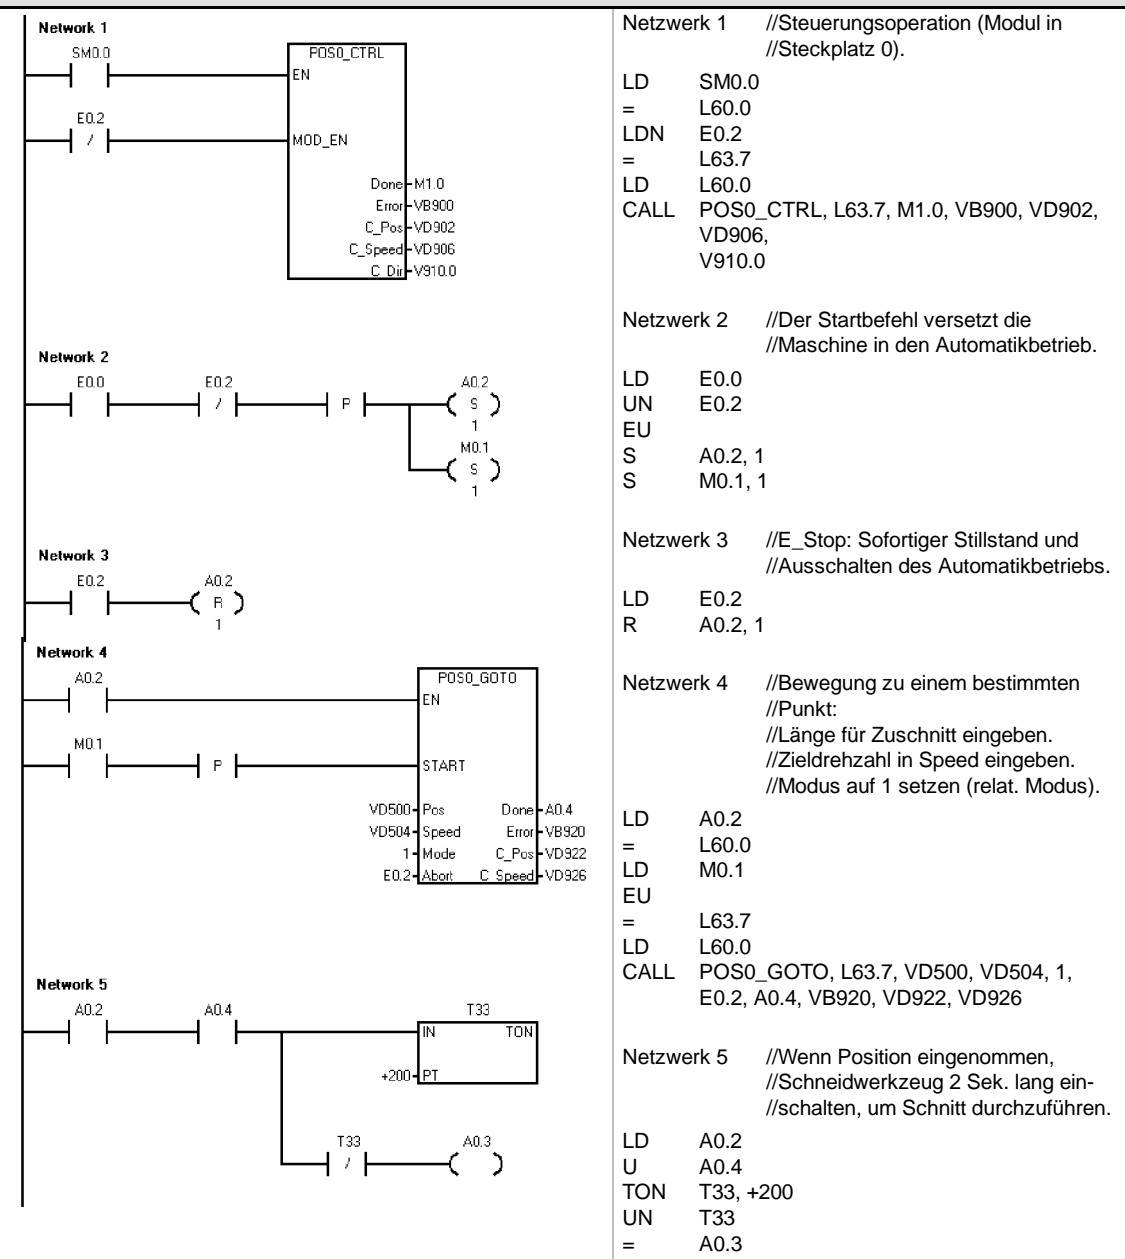 Network 1
SM0.0
POS0_CTRL
EN
E0.2
/
MOD_EN
Done M1.0
Error VB900
C_Pos VD902
C_Speed VD906
C_Dir V910.0
Network 2
E0.0 E0.2 A0.2
/ P S
1
M0.1
S
1
Network 3
E0.2 A0.2
R
1
Network 4
A0.2
POS0_GOTO
EN
M0.1
P
START
VD500 Pos Done A0.4
VD504 Speed Error VB920
1 Mode C_Pos VD922
E0.2 Abort C_Speed VD926
Network 5
A0.2 A0.4 T33
IN TON
+200 PT
T33 A0.3
/
Netzwerk 1 //Steuerungsoperation (Modul in
//Steckplatz 0).
LD SM0.0
= L60.0
LDN E0.2
= L63.7
LD L60.0
CALL POS0_CTRL, L63.7, M1.0, VB900, VD902,
VD906,
V910.0
Netzwerk 2 //Der Startbefehl versetzt die
//Maschine in den Automatikbetrieb.
LD E0.0
UN E0.2
EU
S A0.2, 1
S M0.1, 1
Netzwerk 3 //E_Stop: Sofortiger Stillstand und
//Ausschalten des Automatikbetriebs.
LD E0.2
R A0.2, 1
Netzwerk 4 //Bewegung zu einem bestimmten
//Punkt:
//Länge für Zuschnitt eingeben.
//Zieldrehzahl in Speed eingeben.
//Modus auf 1 setzen (relat. Modus).
LD A0.2
= L60.0
LD M0.1
EU
= L63.7
LD L60.0
CALL POS0_GOTO, L63.7, VD500, VD504, 1,
E0.2, A0.4, VB920, VD922, VD926
Netzwerk 5 //Wenn Position eingenommen,
//Schneidwerkzeug 2 Sek. lang ein-
//schalten, um Schnitt durchzuführen.
LD A0.2
U A0.4
TON T33, +200
UN T33
= A0.3